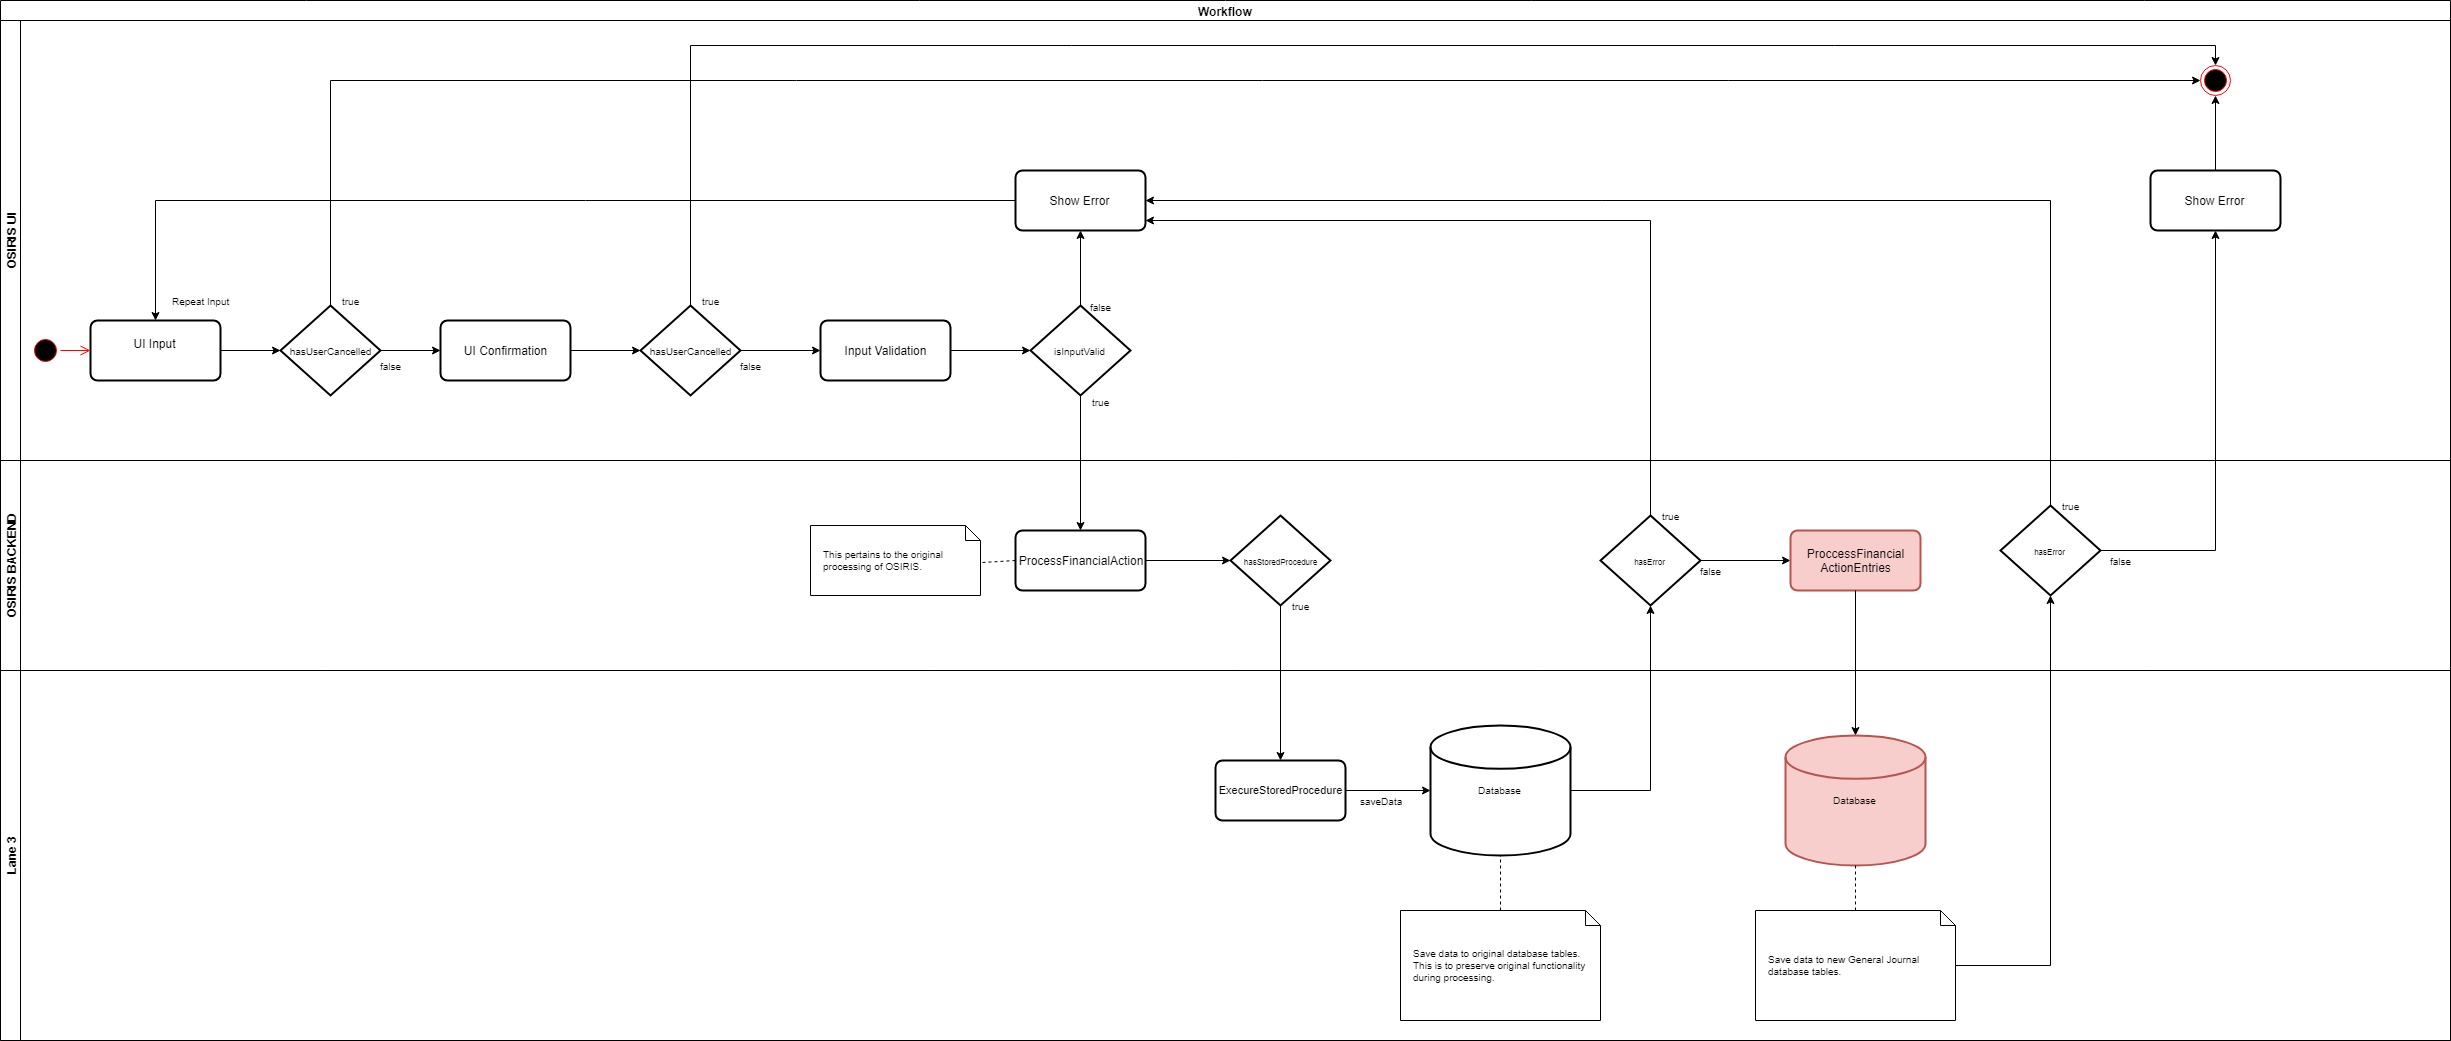 Workflow
OSIRIS UI
Show Error
Show Error
Repeat Input
true
true
false
UI Input
hasUserCancelled
false
UI Confirmation
hasUserCancelled
false
Input Validation
isInputValid
true
OSIRIS BACKEND
This pertains to the original
processing of OSIRIS.
ProcessFinancialAction
hasStoredProcedure
true
true
hasError
false
ProccessFinancial
ActionEntries
true
hasError
false
Lane 3
ExecureStoredProcedure
saveData
Database
Database
Save data to original database tables.
This is to preserve original functionality
during processing.
Save data to new General Journal
database tables.